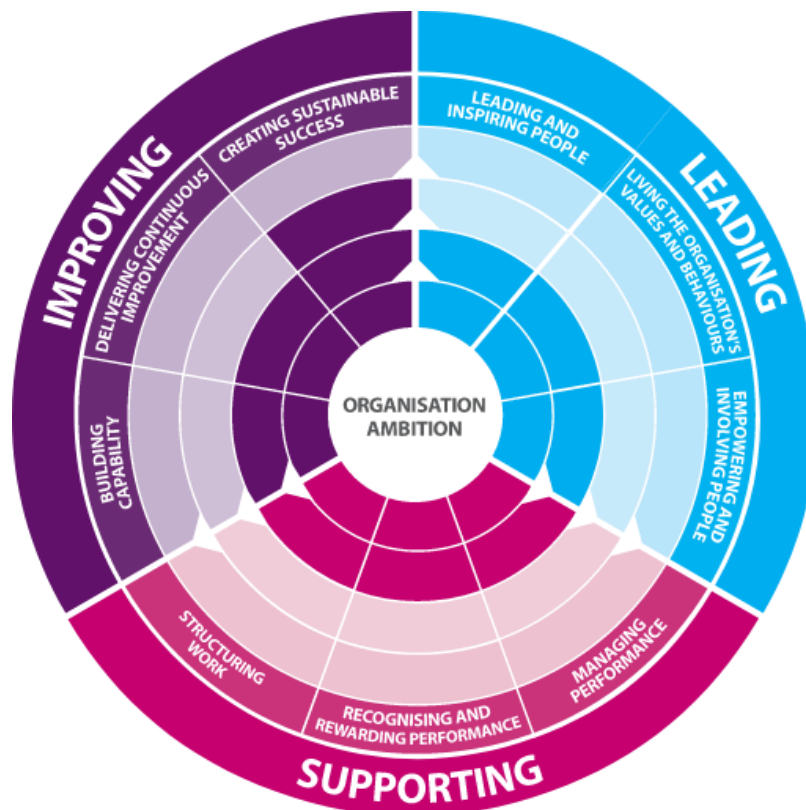 LEADING
LEADING AND
INSPIRING PEOPLE
LIVING THE ORGANISATION'S
VALUES AND BEHAVIOURS
EMPOWERING AND
INVOLVING PEOPLE
SUPPORTING
MANAGING
PERFORMANCE
RECOGNISING AND
REWARDING PERFORMANCE
STRUCTURING
WORK
IMPROVING
BUILDING
CAPABILITY
DELIVERING CONTINUOUS
IMPROVEMENT
CREATING SUSTAINABLE
SUCCESS
ORGANISATION
AMBITION